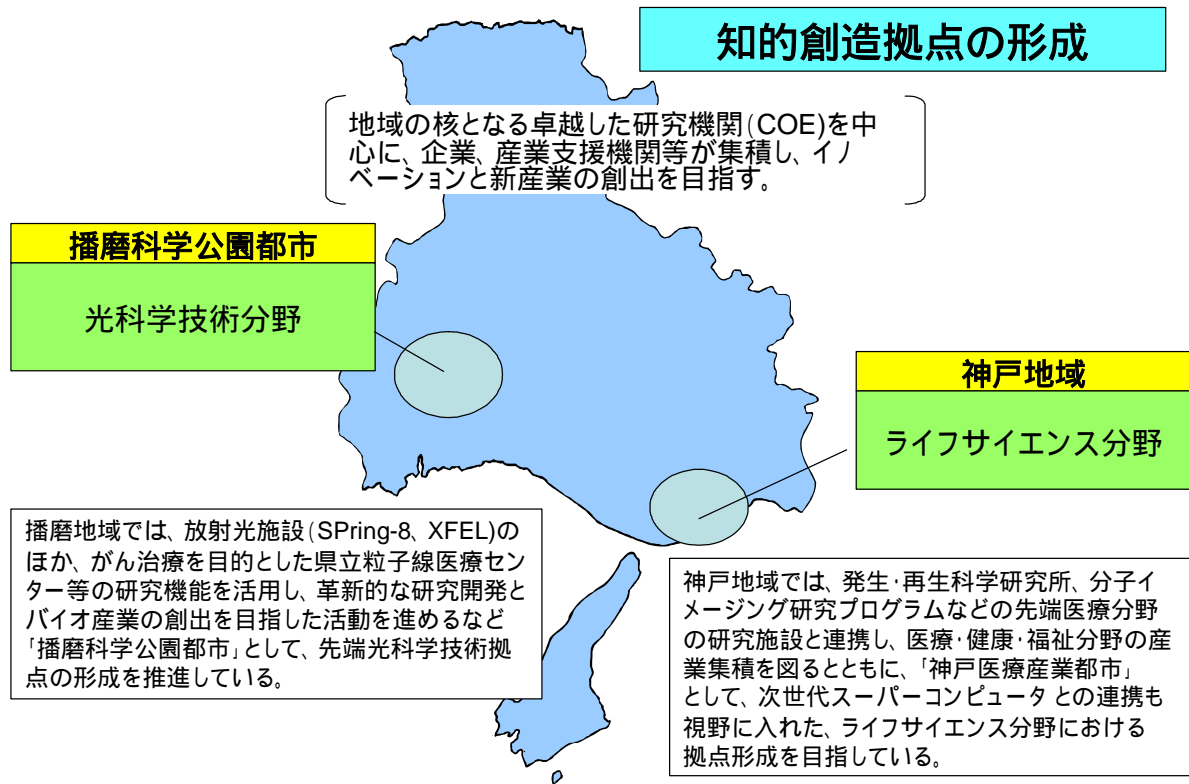 知的創造拠点の形成
地域の核となる卓越した研究機関(COE)を中
心に、企業、産業支援機関等が集積し、イノ
ベーションと新産業の創出を目指す。
播磨科学公園都市
光科学技術分野
神戸地域
ライフサイエンス分野
播磨地域では、放射光施設(SPring-8、XFEL)の
ほか、がん治療を目的とした県立粒子線医療セン
ター等の研究機能を活用し、革新的な研究開発と
バイオ産業の創出を目指した活動を進めるなど
「播磨科学公園都市」として、先端光科学技術拠
点の形成を推進している。
神戸地域では、発生・再生科学研究所、分子イ
メージング研究プログラムなどの先端医療分野
の研究施設と連携し、医療・健康・福祉分野の産
業集積を図るとともに、「神戸医療産業都市」
として、次世代スーパーコンピュータとの連携も
視野に入れた、ライフサイエンス分野における
拠点形成を目指している。